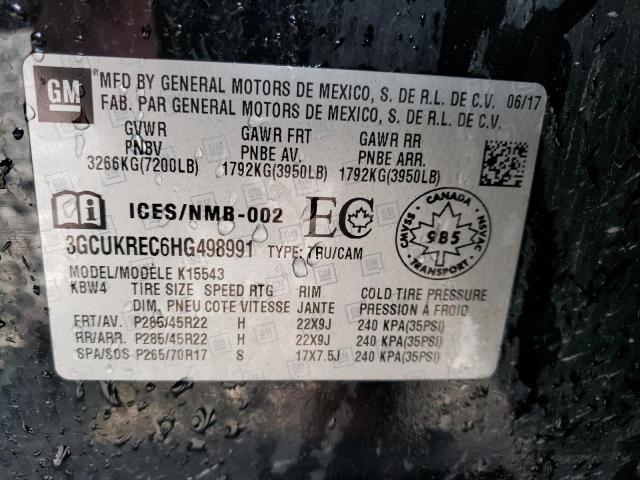 GM
MFD BY GENERAL MOTORS DE MEXICO, S. DE R.L. DE C.V. 06/17
FAB. PAR GENERAL MOTORS DE MEXICO, S. DE R.L. DE C.V.
GVWR GAWR FRT GAWR RR
PNBV PNBE AV. PNBE ARR.
3266KG(7200LB) 1792KG(3950LB) 1792KG(3950LB)
ICES/NMB-002 EC
CANADA CMVSS NSVAC 985 TRANSPORT
3GCUKREC6HG498991 TYPE: TRU/CAM
MODEL/MODÈLE K15543
KBW4 TIRE SIZE SPEED RTG RIM COLD TIRE PRESSURE
DIM. PNEU COTE VITESSE JANTE PRESSION À FROID
FRT/AV. P285/45R22 H 22X9J 240 KPA(35PSI)
RR/ARR. P285/45R22 H 22X9J 240 KPA(35PSI)
SPA/SOS P265/70R17 S 17X7.5J 240 KPA(35PSI)